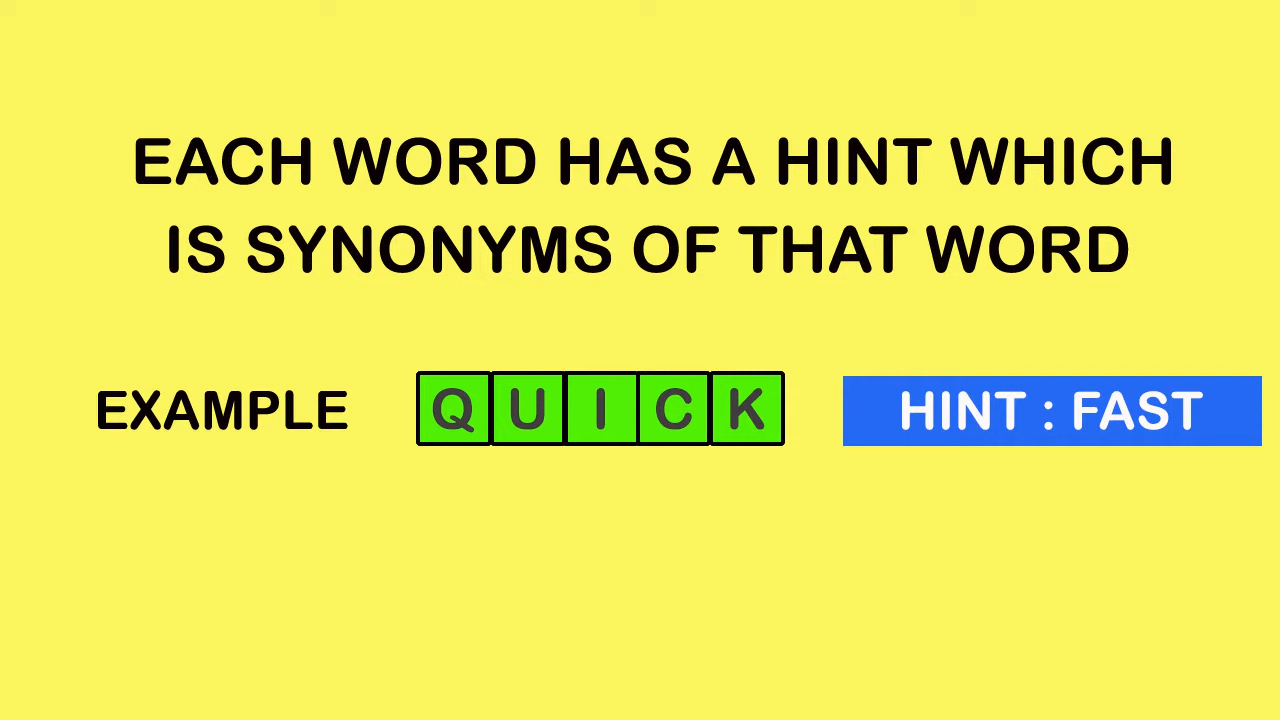 EACH WORD HAS A HINT WHICH
IS SYNONYMS OF THAT WORD
EXAMPLE QUICK HINT : FAST